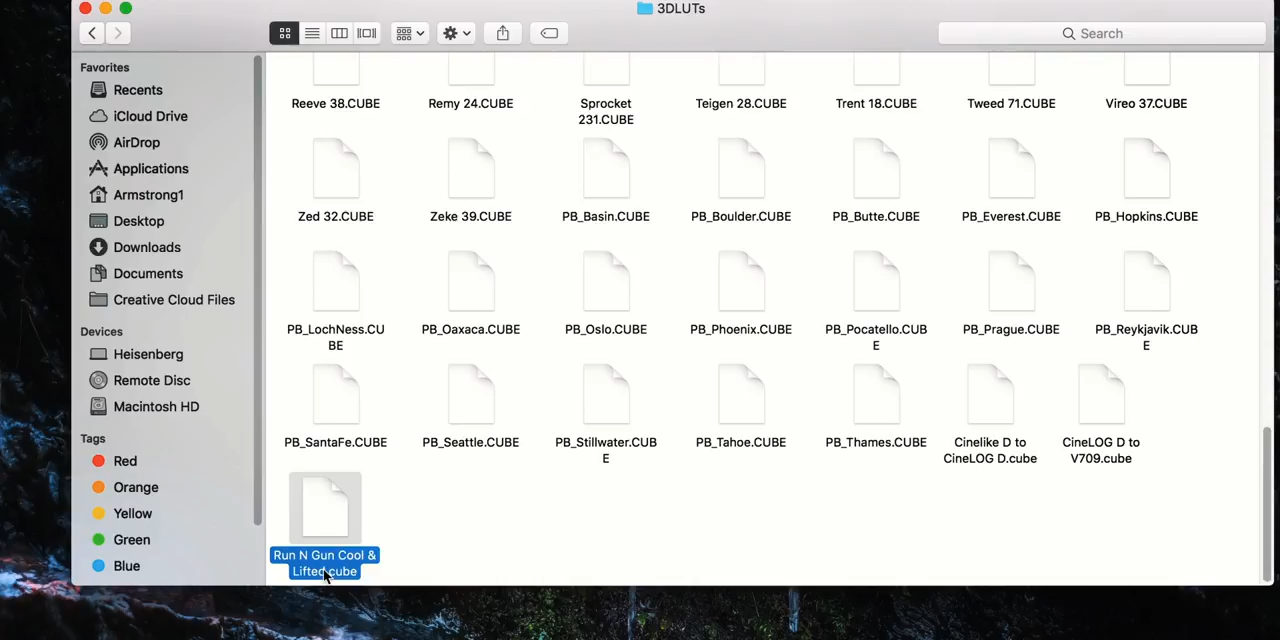 3DLUTs
Search
Favorites
Recents
iCloud Drive
AirDrop
Applications
Armstrong1
Desktop
Downloads
Documents
Creative Cloud Files
Devices
Heisenberg
Remote Disc
Macintosh HD
Tags
Red
Orange
Yellow
Green
Blue
Reeve 38.CUBE
Remy 24.CUBE
Sprocket
231.CUBE
Teigen 28.CUBE
Trent 18.CUBE
Tweed 71.CUBE
Vireo 37.CUBE
Zed 32.CUBE
Zeke 39.CUBE
PB_Basin.CUBE
PB_Boulder.CUBE
PB_Butte.CUBE
PB_Everest.CUBE
PB_Hopkins.CUBE
PB_LochNess.CU
BE
PB_Oaxaca.CUBE
PB_Oslo.CUBE
PB_Phoenix.CUBE
PB_Pocatello.CUB
E
PB_Prague.CUBE
PB_Reykjavik.CUB
E
PB_SantaFe.CUBE
PB_Seattle.CUBE
PB_Stillwater.CUB
E
PB_Tahoe.CUBE
PB_Thames.CUBE
Cinelike D to
CineLOG D.cube
CineLOG D to
V709.cube
Run N Gun Cool &
Lifted.cube